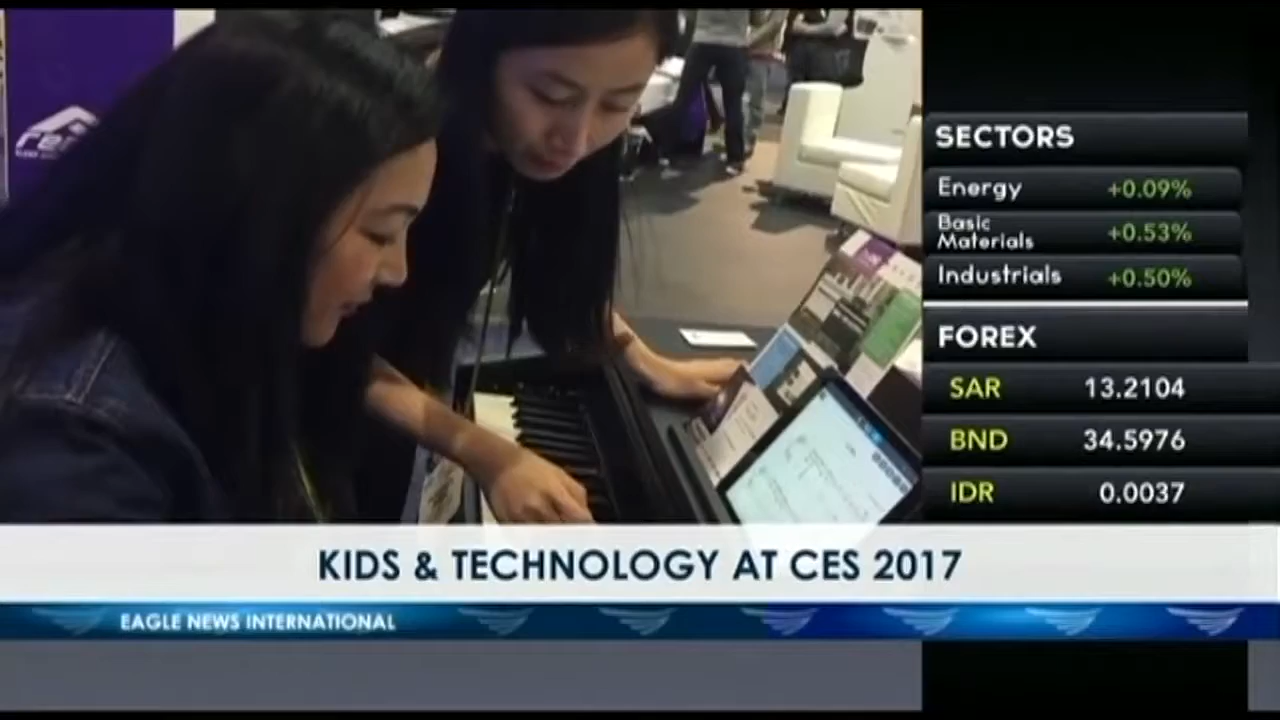 SECTORS
Energy +0.09%
Basic
Materials +0.53%
Industrials +0.50%
FOREX
SAR 13.2104
BND 34.5976
IDR 0.0037
KIDS & TECHNOLOGY AT CES 2017
EAGLE NEWS INTERNATIONAL